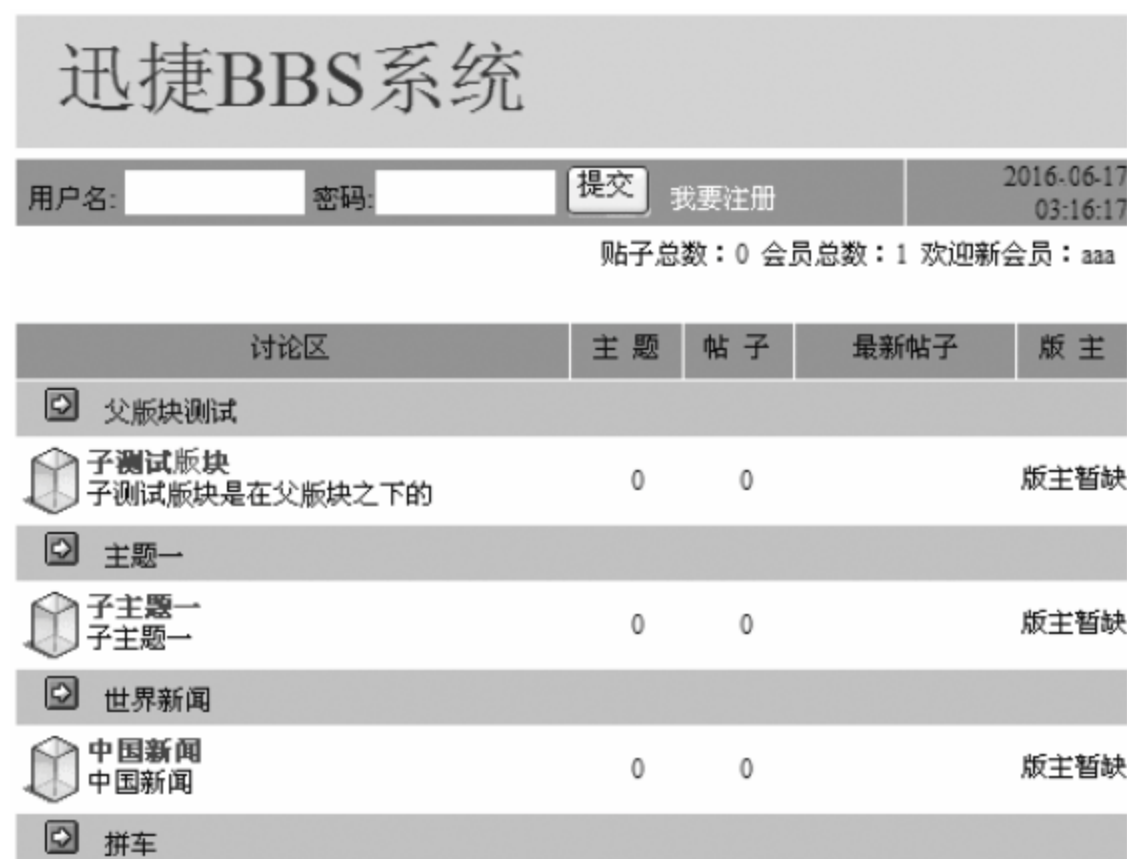 迅捷BBS系统
用户名: 密码: 提交 我要注册 2016-06-17
03:16:17
贴子总数：0 会员总数：1 欢迎新会员：aaa
讨论区 主 题 帖 子 最新帖子 版 主
父版块测试
子测试版块
子测试版块是在父版块之下的 0 0 版主暂缺
主题一
子主题一
子主题一 0 0 版主暂缺
世界新闻
中国新闻
中国新闻 0 0 版主暂缺
拼车